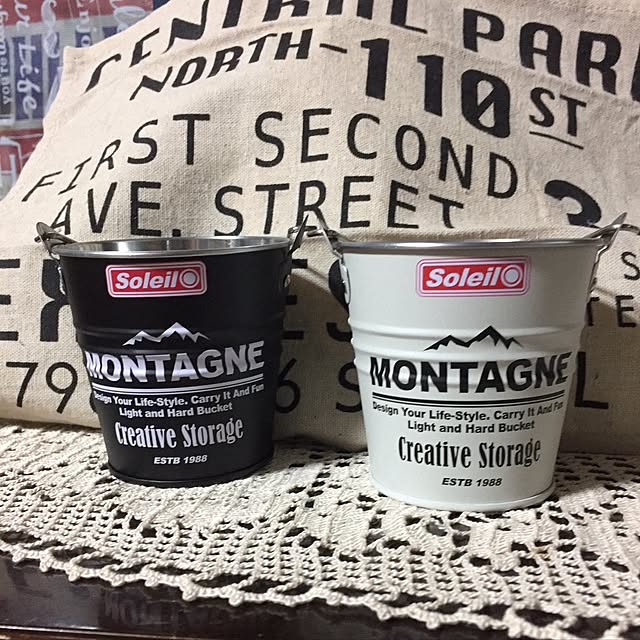 CENTRAL PARK
NORTH-110 ST
FIRST SECOND
AVE. STREET
79
Soleil
MONTAGNE
Design Your Life-Style. Carry It And Fun
Light and Hard Bucket
Creative Storage
ESTB 1988
Soleil
MONTAGNE
Design Your Life-Style. Carry It And Fun
Light and Hard Bucket
Creative Storage
ESTB 1988